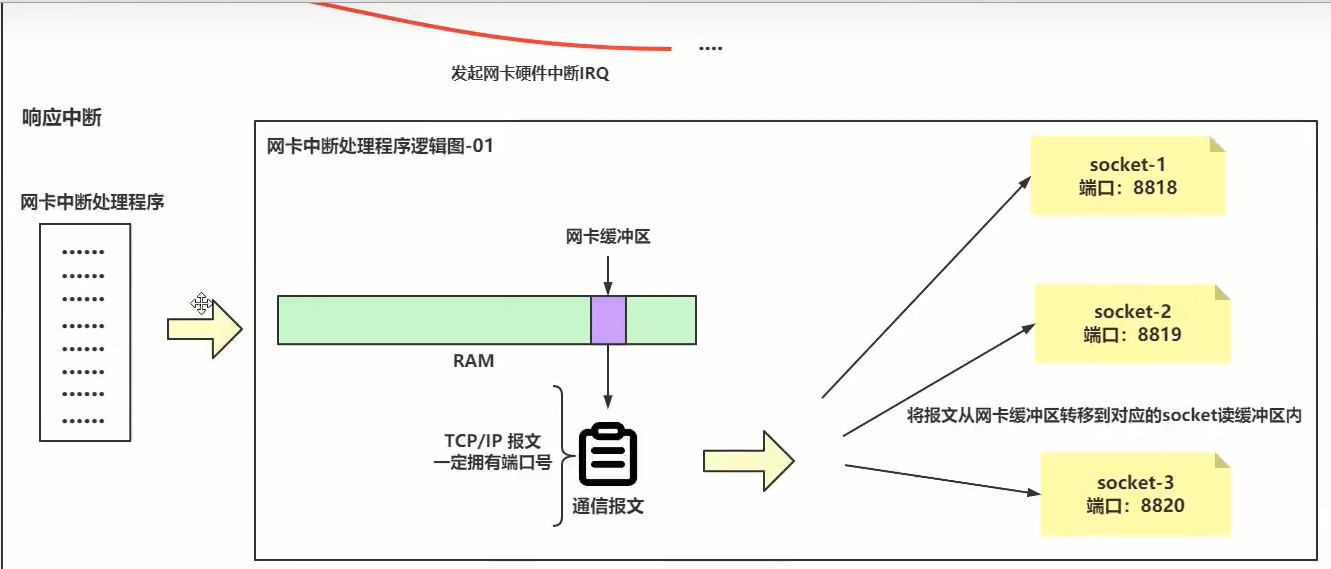 ....
发起网卡硬件中断IRQ
响应中断
网卡中断处理程序逻辑图-01
网卡中断处理程序
......
......
......
......
......
......
......
......
网卡缓冲区
RAM
TCP/IP 报文
一定拥有端口号
通信报文
socket-1
端口：8818
socket-2
端口：8819
将报文从网卡缓冲区转移到对应的socket读缓冲区内
socket-3
端口：8820